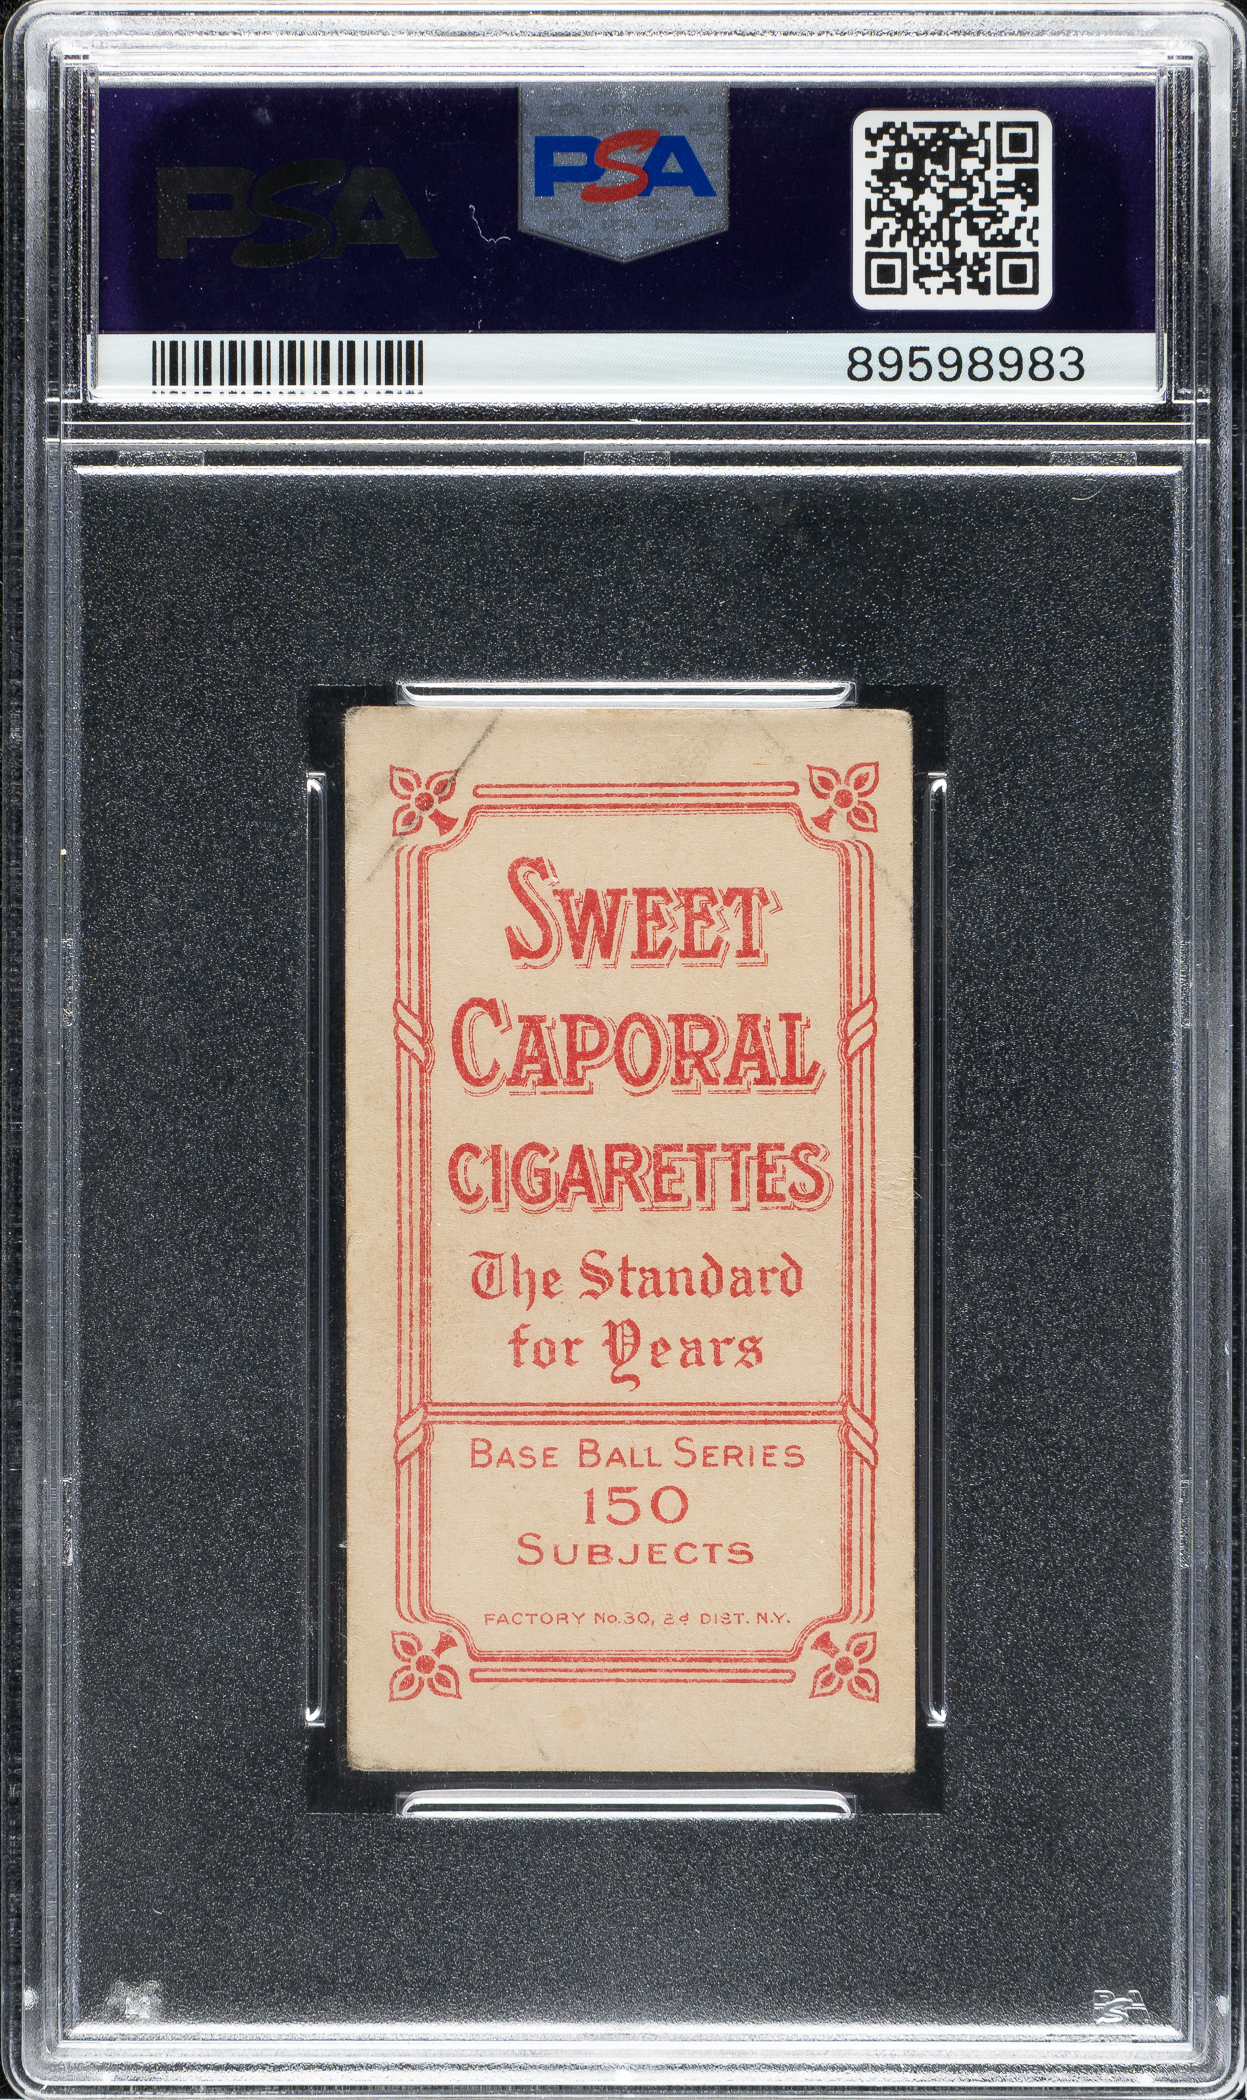 PSA
PSA
89598983
SWEET
CAPORAL
CIGARETTES
The Standard
for Years
BASE BALL SERIES
150
SUBJECTS
FACTORY No. 30, 2d DIST. N.Y.
PSA